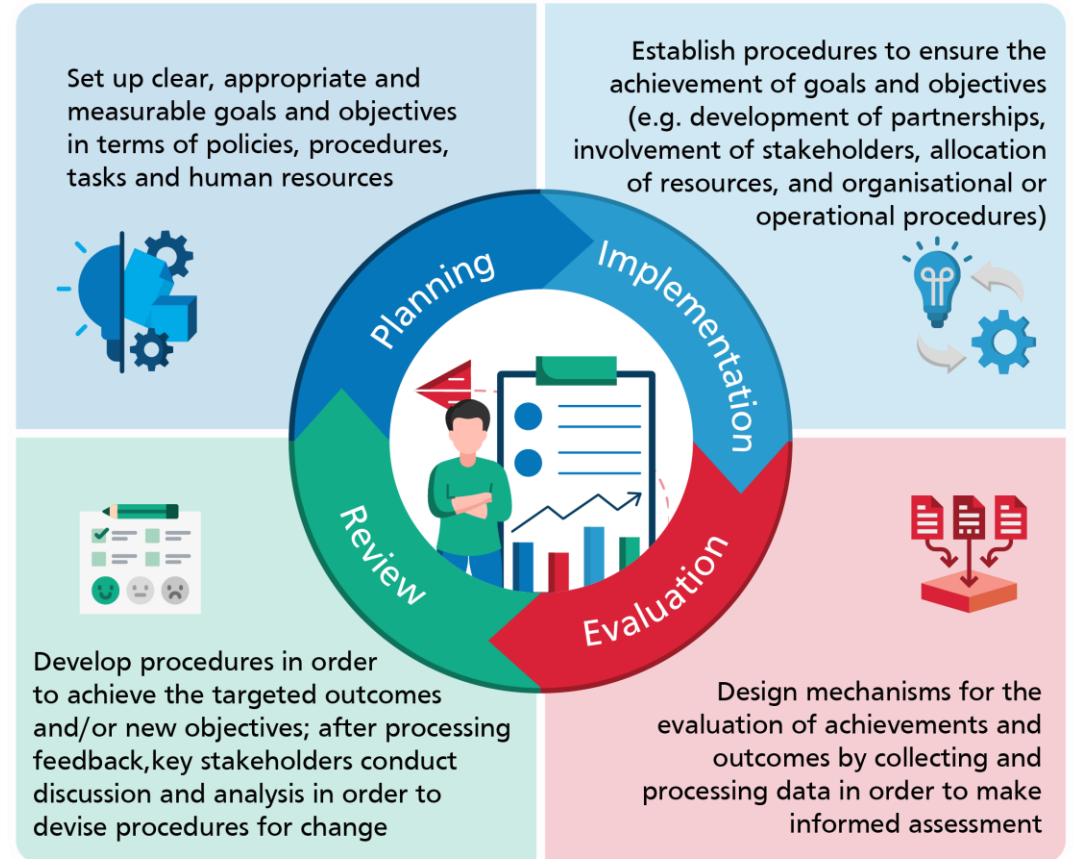 Set up clear, appropriate and
measurable goals and objectives
in terms of policies, procedures,
tasks and human resources
Establish procedures to ensure the
achievement of goals and objectives
(e.g. development of partnerships,
involvement of stakeholders, allocation
of resources, and organisational or
operational procedures)
Planning
Implementation
Evaluation
Review
Develop procedures in order
to achieve the targeted outcomes
and/or new objectives; after processing
feedback,key stakeholders conduct
discussion and analysis in order to
devise procedures for change
Design mechanisms for the
evaluation of achievements and
outcomes by collecting and
processing data in order to make
informed assessment